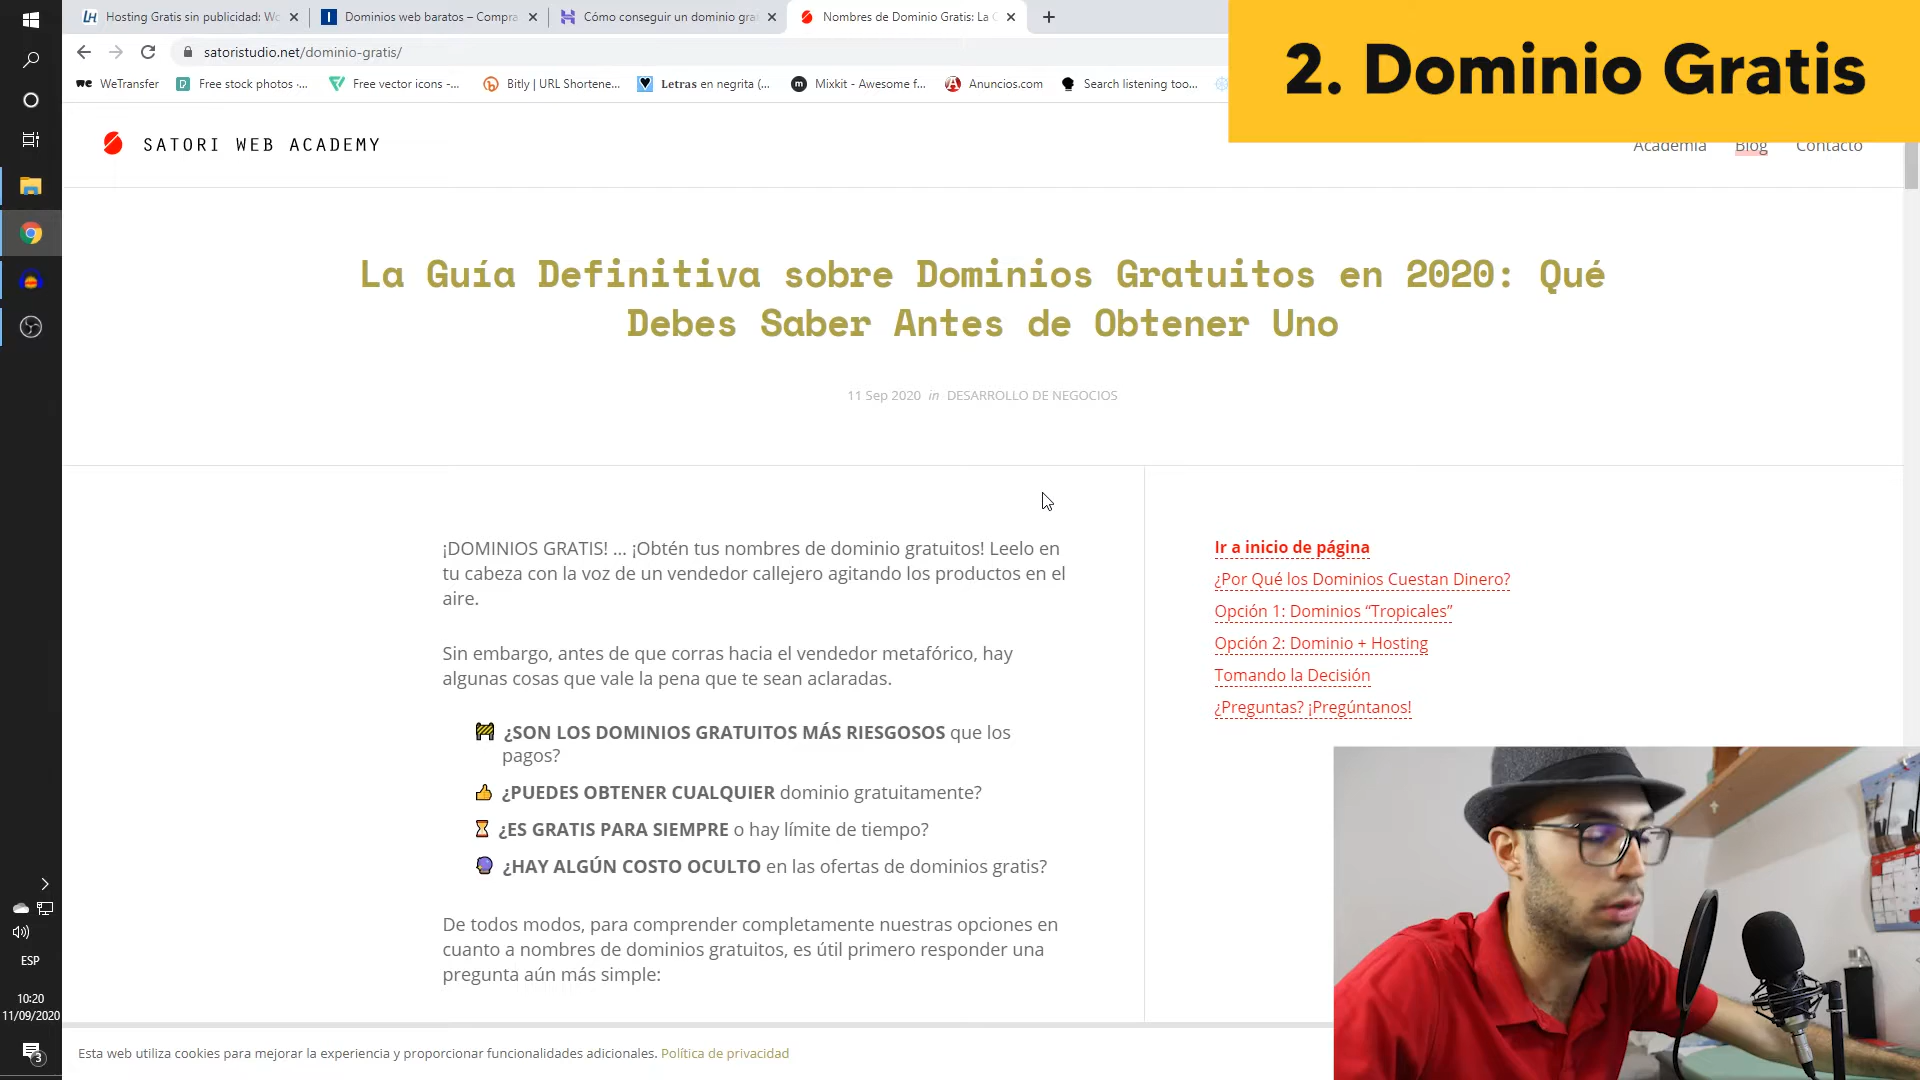 Hosting Gratis sin publicidad: Wo
Dominios web baratos – Compra
Cómo conseguir un dominio gra
Nombres de Dominio Gratis: La G
satoristudio.net/dominio-gratis/
2. Dominio Gratis
WeTransfer
Free stock photos ·...
Free vector icons -...
Bitly | URL Shortene...
Letras en negrita (...
Mixkit - Awesome f...
Anuncios.com
Search listening too...
SATORI WEB ACADEMY
Academia
Blog
Contacto
La Guía Definitiva sobre Dominios Gratuitos en 2020: Qué
Debes Saber Antes de Obtener Uno
11 Sep 2020 in DESARROLLO DE NEGOCIOS
¡DOMINIOS GRATIS! ... ¡Obtén tus nombres de dominio gratuitos! Leelo en
tu cabeza con la voz de un vendedor callejero agitando los productos en el
aire.
Sin embargo, antes de que corras hacia el vendedor metafórico, hay
algunas cosas que vale la pena que te sean aclaradas.
¿SON LOS DOMINIOS GRATUITOS MÁS RIESGOSOS que los
pagos?
¿PUEDES OBTENER CUALQUIER dominio gratuitamente?
¿ES GRATIS PARA SIEMPRE o hay límite de tiempo?
¿HAY ALGÚN COSTO OCULTO en las ofertas de dominios gratis?
De todos modos, para comprender completamente nuestras opciones en
cuanto a nombres de dominios gratuitos, es útil primero responder una
pregunta aún más simple:
Ir a inicio de página
¿Por Qué los Dominios Cuestan Dinero?
Opción 1: Dominios “Tropicales”
Opción 2: Dominio + Hosting
Tomando la Decisión
¿Preguntas? ¡Pregúntanos!
ESP
10:20
11/09/2020
3
Esta web utiliza cookies para mejorar la experiencia y proporcionar funcionalidades adicionales. Política de privacidad